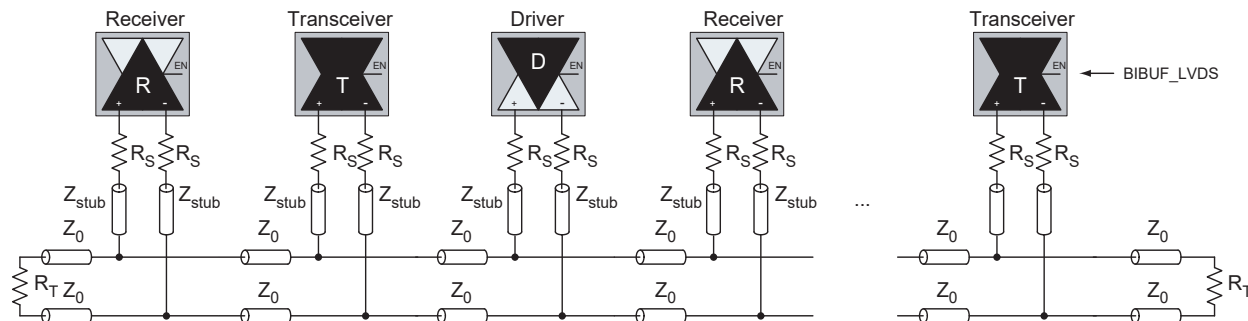 Receiver Transceiver Driver Receiver Transceiver
EN EN D EN EN EN BIBUF_LVDS
R T R T
+ - + - + - + - + -
R_S R_S R_S R_S R_S R_S R_S R_S R_S R_S
Z_stub Z_stub Z_stub Z_stub Z_stub Z_stub Z_stub Z_stub ...
Z_0 Z_0 Z_0 Z_0 Z_0 Z_0
R_T Z_0 Z_0 Z_0 Z_0 Z_0 Z_0 R_T